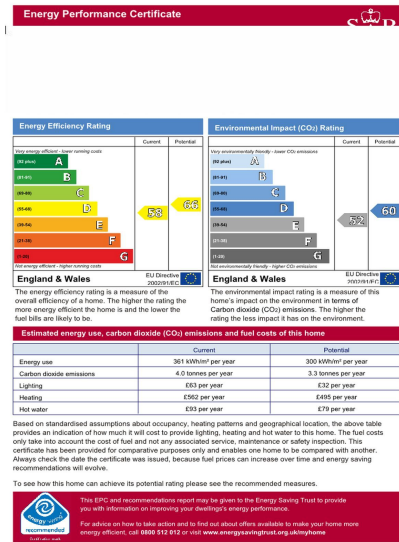 Energy Performance Certificate
SAP
Energy Efficiency Rating
Current Potential
Very energy efficient - lower running costs
(92 plus) A
(81-91) B
(69-80) C
(55-68) D
(39-54) E
(21-38) F
(1-20) G
58
66
Not energy efficient - higher running costs
England & Wales
EU Directive
2002/91/EC
The energy efficiency rating is a measure of the
overall efficiency of a home. The higher the rating the
more energy efficient the home is and the lower the
fuel bills are likely to be.
Environmental Impact (CO2) Rating
Current Potential
Very environmentally friendly - lower CO2 emissions
(92 plus) A
(81-91) B
(69-80) C
(55-68) D
(39-54) E
(21-38) F
(1-20) G
52
60
Not environmentally friendly - higher CO2 emissions
England & Wales
EU Directive
2002/91/EC
The environmental impact rating is a measure of this
home's impact on the environment in terms of
Carbon dioxide (CO2) emissions. The higher the
rating the less impact it has on the environment.
Estimated energy use, carbon dioxide (CO2) emissions and fuel costs of this home
Current Potential
Energy use 361 kWh/m² per year 300 kWh/m² per year
Carbon dioxide emissions 4.0 tonnes per year 3.3 tonnes per year
Lighting £63 per year £32 per year
Heating £562 per year £495 per year
Hot water £93 per year £79 per year
Based on standardised assumptions about occupancy, heating patterns and geographical location, the above table
provides an indication of how much it will cost to provide lighting, heating and hot water to this home. The fuel costs
only take into account the cost of fuel and not any associated service, maintenance or safety inspection. This
certificate has been provided for comparative purposes only and enables one home to be compared with another.
Always check the date the certificate was issued, because fuel prices can increase over time and energy saving
recommendations will evolve.
To see how this home can achieve its potential rating please see the recommended measures.
energy saving
recommended
This EPC and recommendations report may be given to the Energy Saving Trust to provide
you with information on improving your dwellings's energy performance.
For advice on how to take action and to find out about offers available to make your home more
energy efficient, call 0800 512 012 or visit www.energysavingtrust.org.uk/myhome